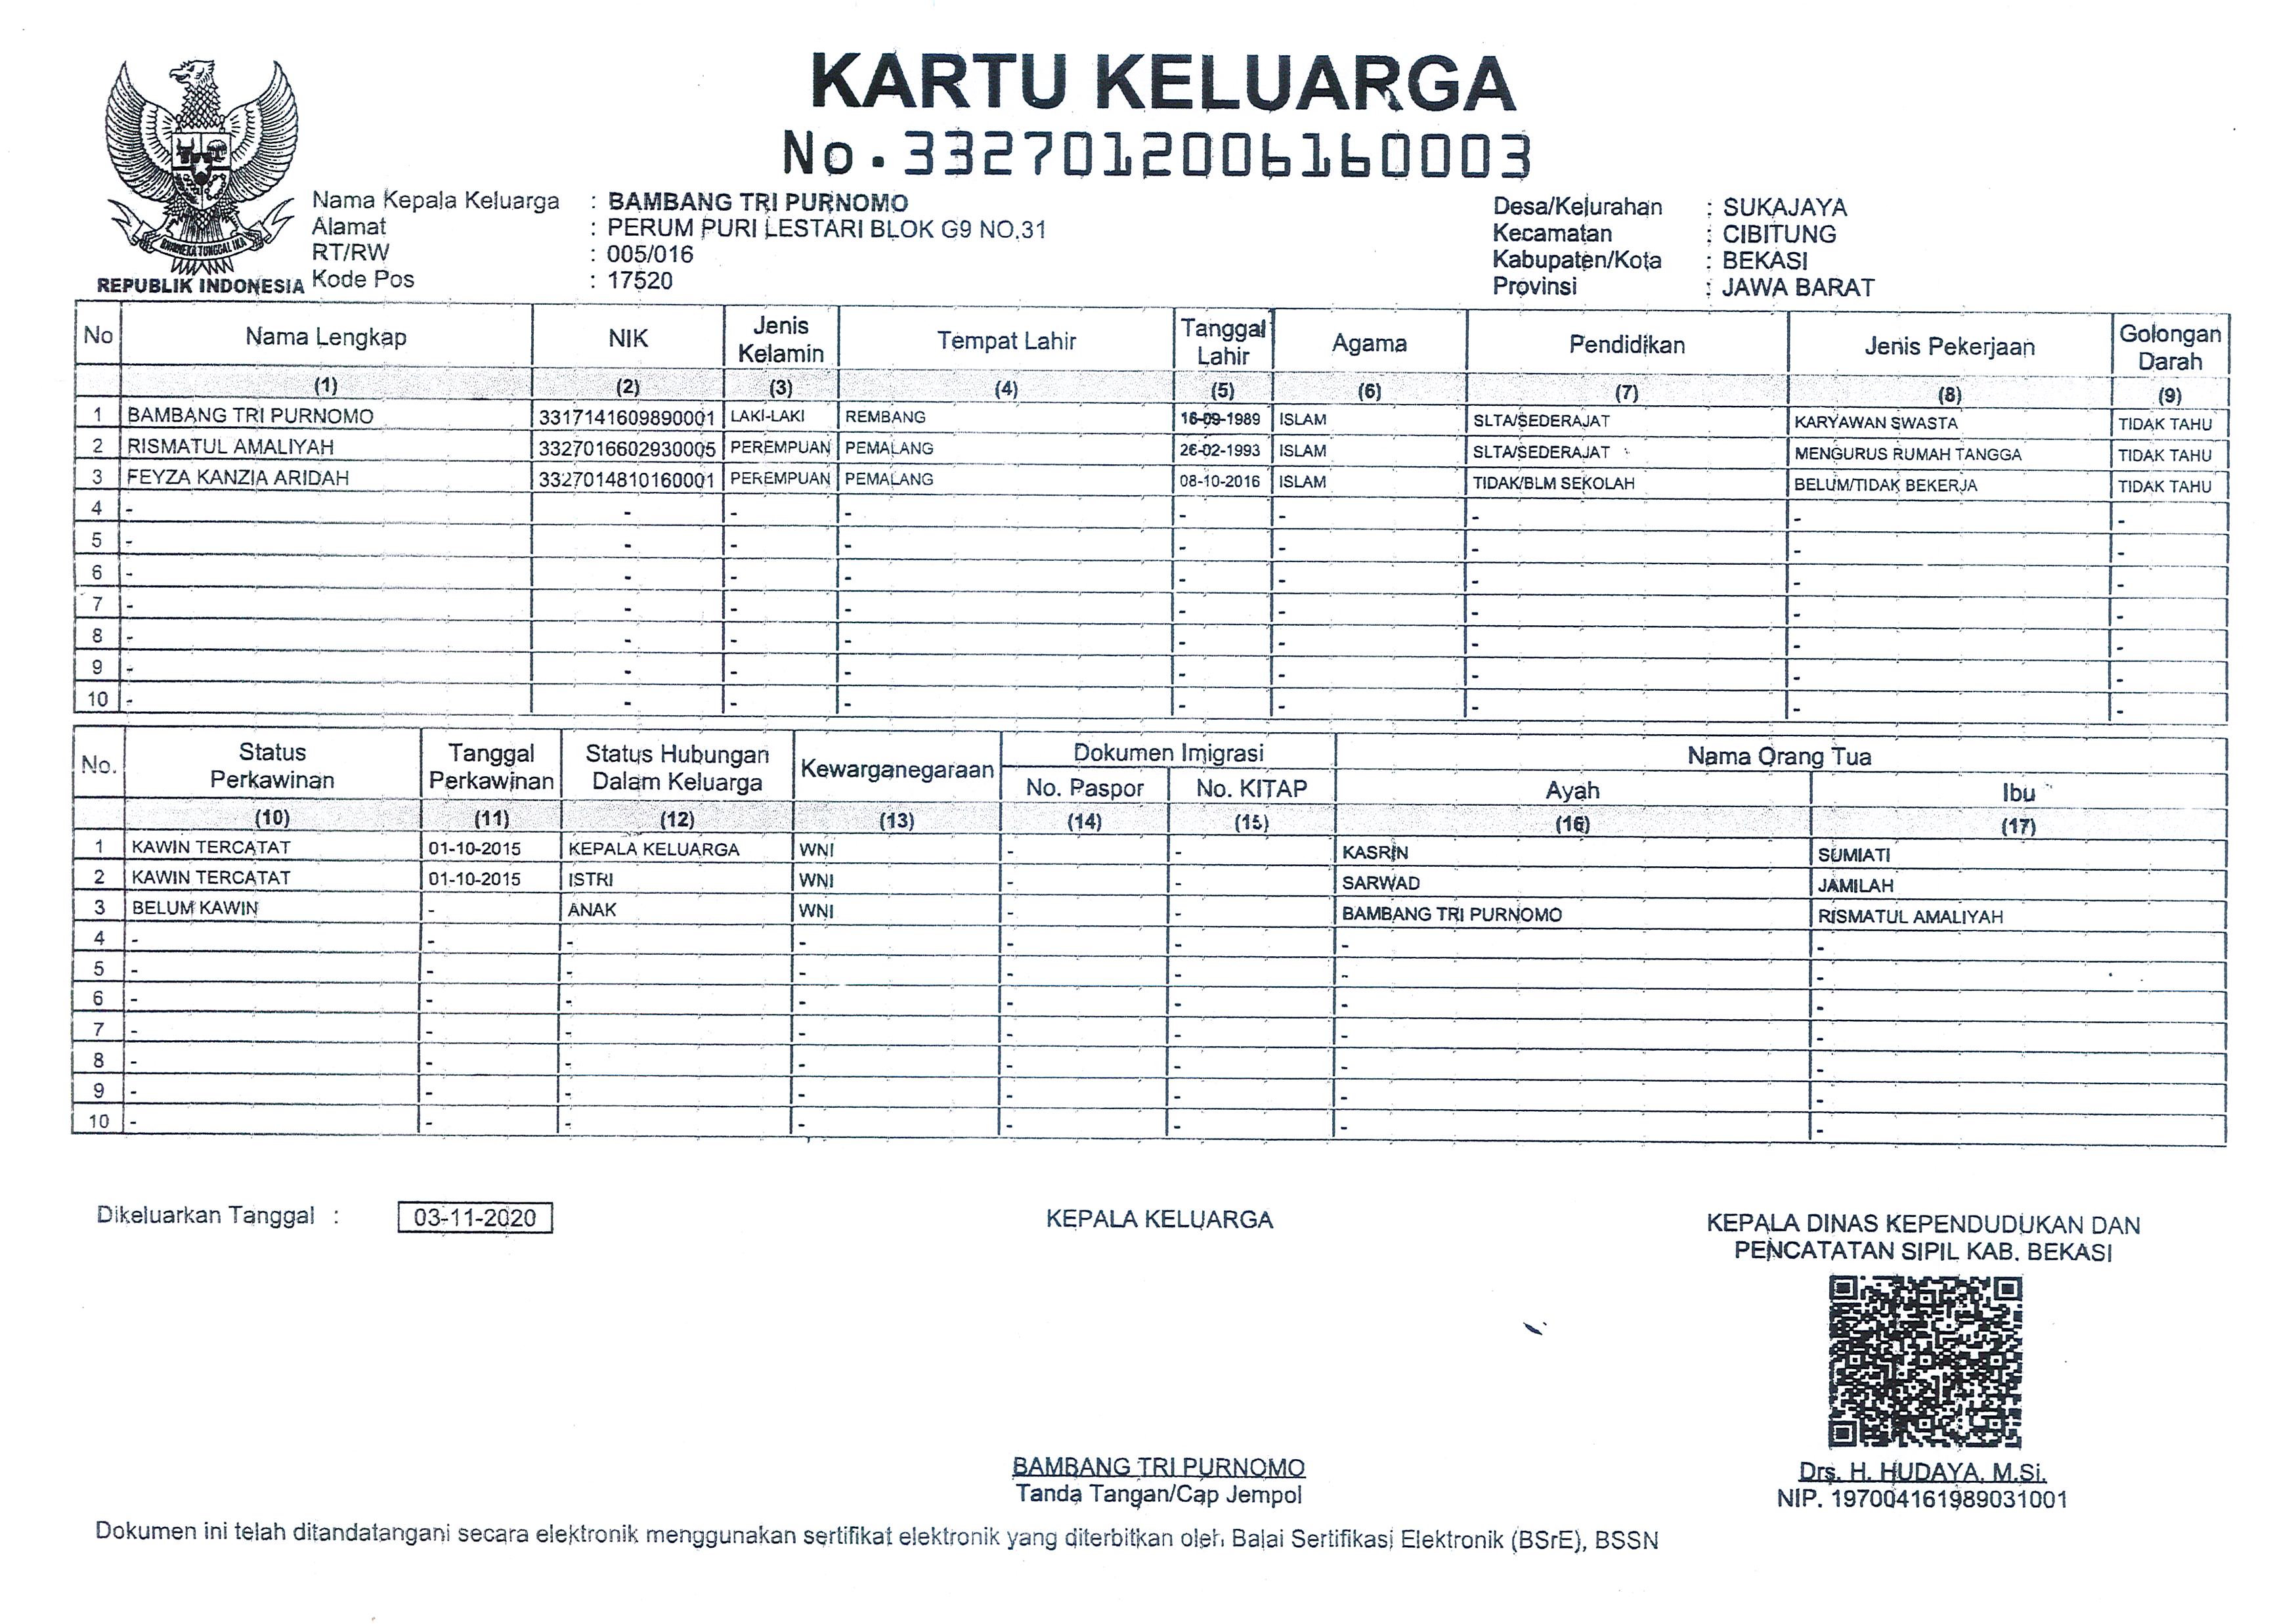 KARTU KELUARGA
No. 3327012006160003
BHINNEKA TUNGGAL IKA
REPUBLIK INDONESIA
Nama Kepala Keluarga : BAMBANG TRI PURNOMO
Alamat : PERUM PURI LESTARI BLOK G9 NO.31
RT/RW : 005/016
Kode Pos : 17520
Desa/Kelurahan : SUKAJAYA
Kecamatan : CIBITUNG
Kabupaten/Kota : BEKASI
Provinsi : JAWA BARAT
No Nama Lengkap NIK Jenis Kelamin Tempat Lahir Tanggal Lahir Agama Pendidikan Jenis Pekerjaan Golongan Darah
(1) (2) (3) (4) (5) (6) (7) (8) (9)
1 BAMBANG TRI PURNOMO 3317141609890001 LAKI-LAKI REMBANG 16-09-1989 ISLAM SLTA/SEDERAJAT KARYAWAN SWASTA TIDAK TAHU
2 RISMATUL AMALIYAH 3327016602930005 PEREMPUAN PEMALANG 26-02-1993 ISLAM SLTA/SEDERAJAT MENGURUS RUMAH TANGGA TIDAK TAHU
3 FEYZA KANZIA ARIDAH 3327014810160001 PEREMPUAN PEMALANG 08-10-2016 ISLAM TIDAK/BLM SEKOLAH BELUM/TIDAK BEKERJA TIDAK TAHU
4 - - - - - - - - -
5 - - - - - - - - -
6 - - - - - - - - -
7 - - - - - - - - -
8 - - - - - - - - -
9 - - - - - - - - -
10 - - - - - - - - -
No. Status Perkawinan Tanggal Perkawinan Status Hubungan Dalam Keluarga Kewarganegaraan Dokumen Imigrasi Nama Orang Tua
No. Paspor No. KITAP Ayah Ibu
(10) (11) (12) (13) (14) (15) (16) (17)
1 KAWIN TERCATAT 01-10-2015 KEPALA KELUARGA WNI - - KASRIN SUMIATI
2 KAWIN TERCATAT 01-10-2015 ISTRI WNI - - SARWAD JAMILAH
3 BELUM KAWIN - ANAK WNI - - BAMBANG TRI PURNOMO RISMATUL AMALIYAH
4 - - - - - - - -
5 - - - - - - - -
6 - - - - - - - -
7 - - - - - - - -
8 - - - - - - - -
9 - - - - - - - -
10 - - - - - - - -
Dikeluarkan Tanggal : 03-11-2020
KEPALA KELUARGA
KEPALA DINAS KEPENDUDUKAN DAN
PENCATATAN SIPIL KAB. BEKASI
BAMBANG TRI PURNOMO
Tanda Tangan/Cap Jempol
Drs. H. HUDAYA, M.Si.
NIP. 197004161989031001
Dokumen ini telah ditandatangani secara elektronik menggunakan sertifikat elektronik yang diterbitkan oleh Balai Sertifikasi Elektronik (BSrE), BSSN